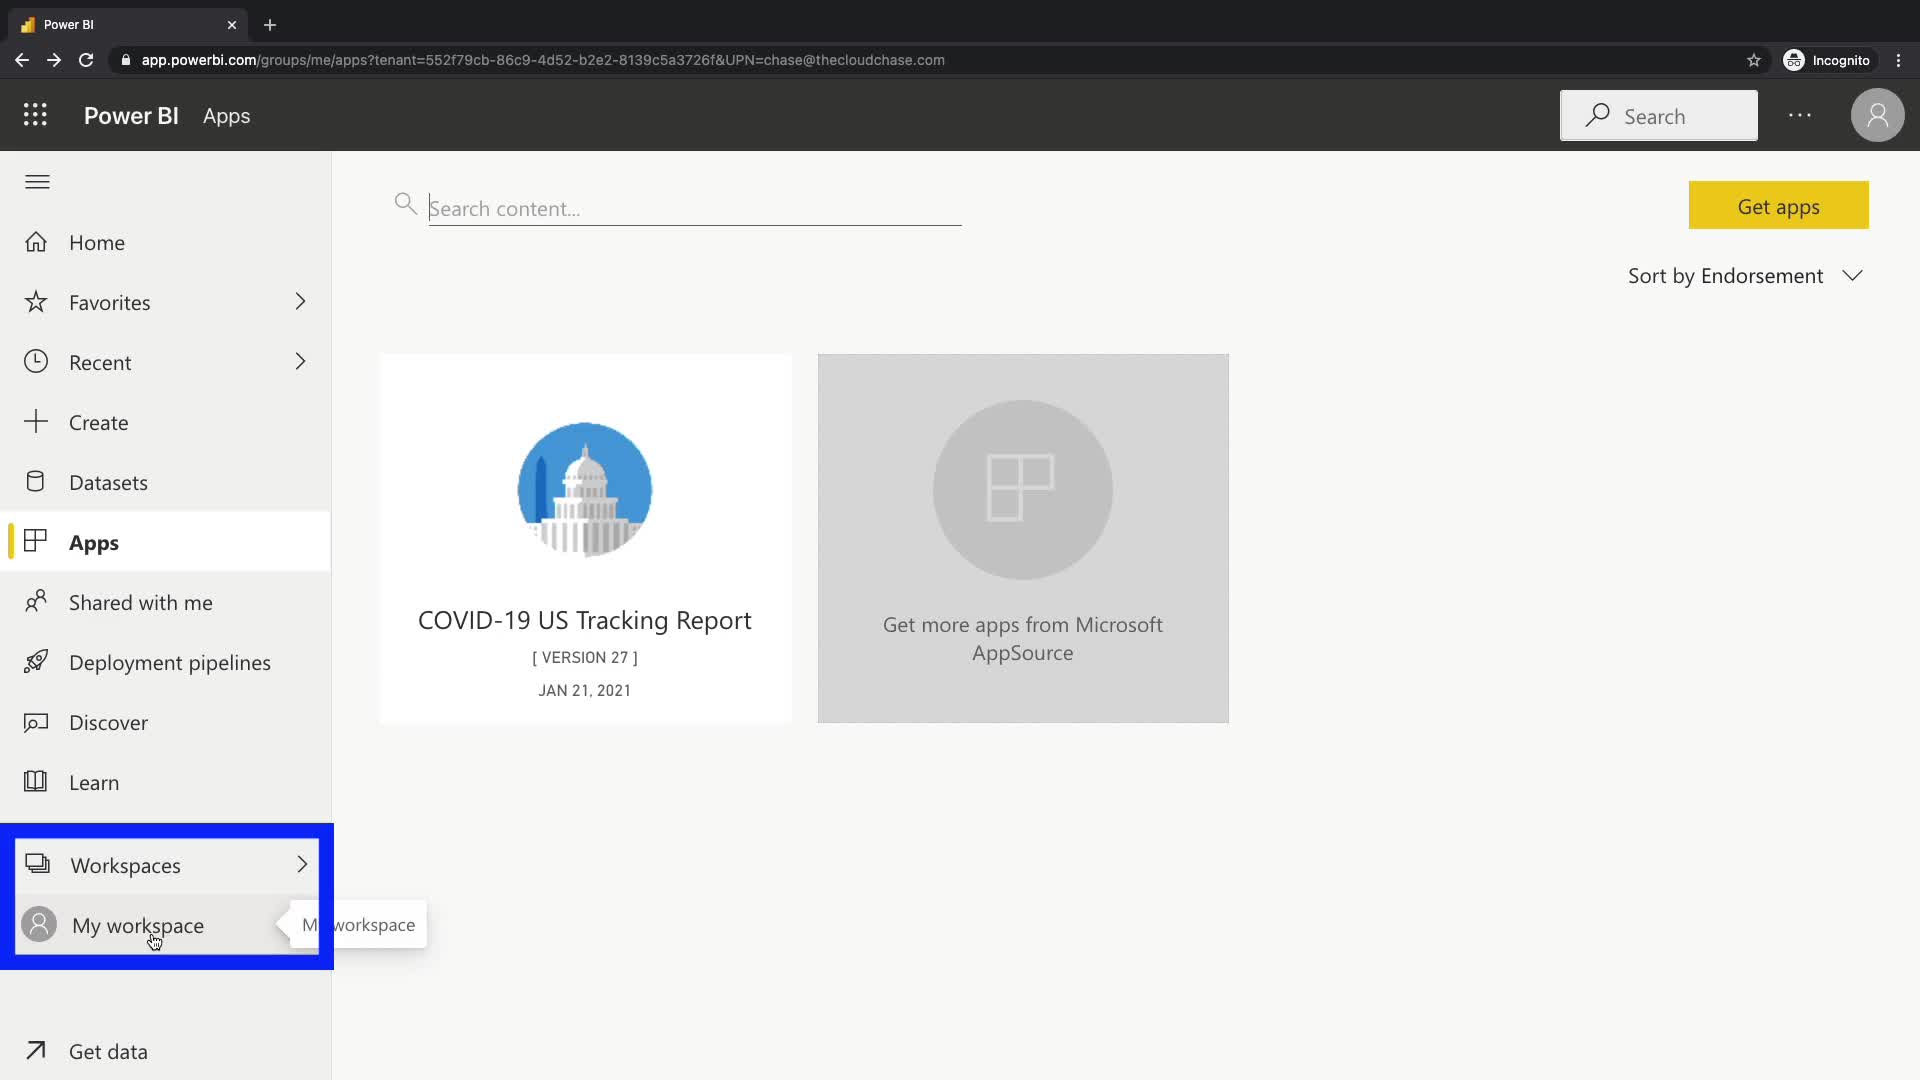 Power BI
app.powerbi.com/groups/me/apps?tenant=552f79cb-86c9-4d52-b2e2-8139c5a3726f&UPN=chase@thecloudchase.com
Incognito
Power BI Apps
Search
Search content...
Get apps
Home
Sort by Endorsement
Favorites
Recent
Create
Datasets
Apps
Shared with me
Deployment pipelines
Discover
Learn
COVID-19 US Tracking Report
[ VERSION 27 ]
JAN 21, 2021
Get more apps from Microsoft
AppSource
Workspaces
My workspace
My workspace
Get data